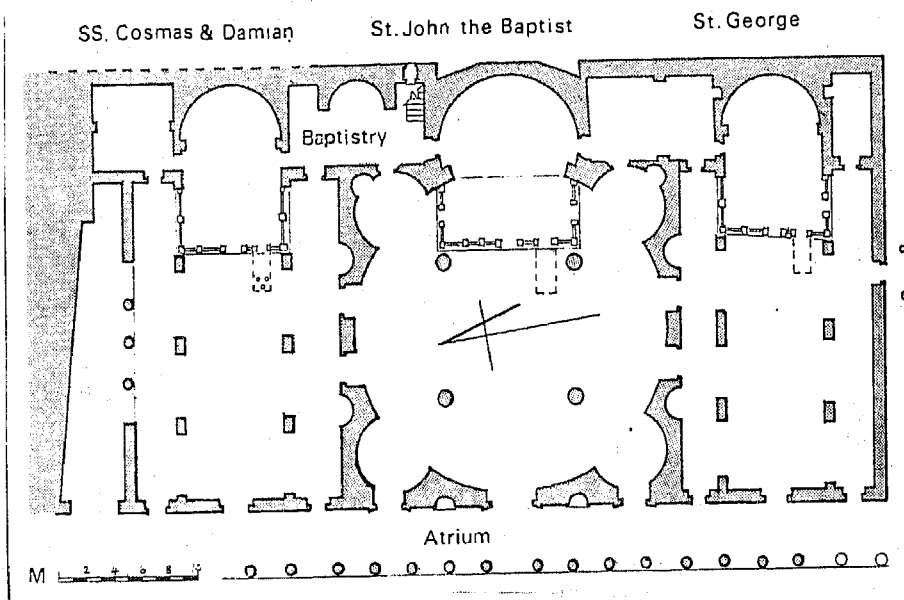 SS. Cosmas & Damian
St. John the Baptist
St. George
Baptistry
Atrium
M 2 4 6 8 10